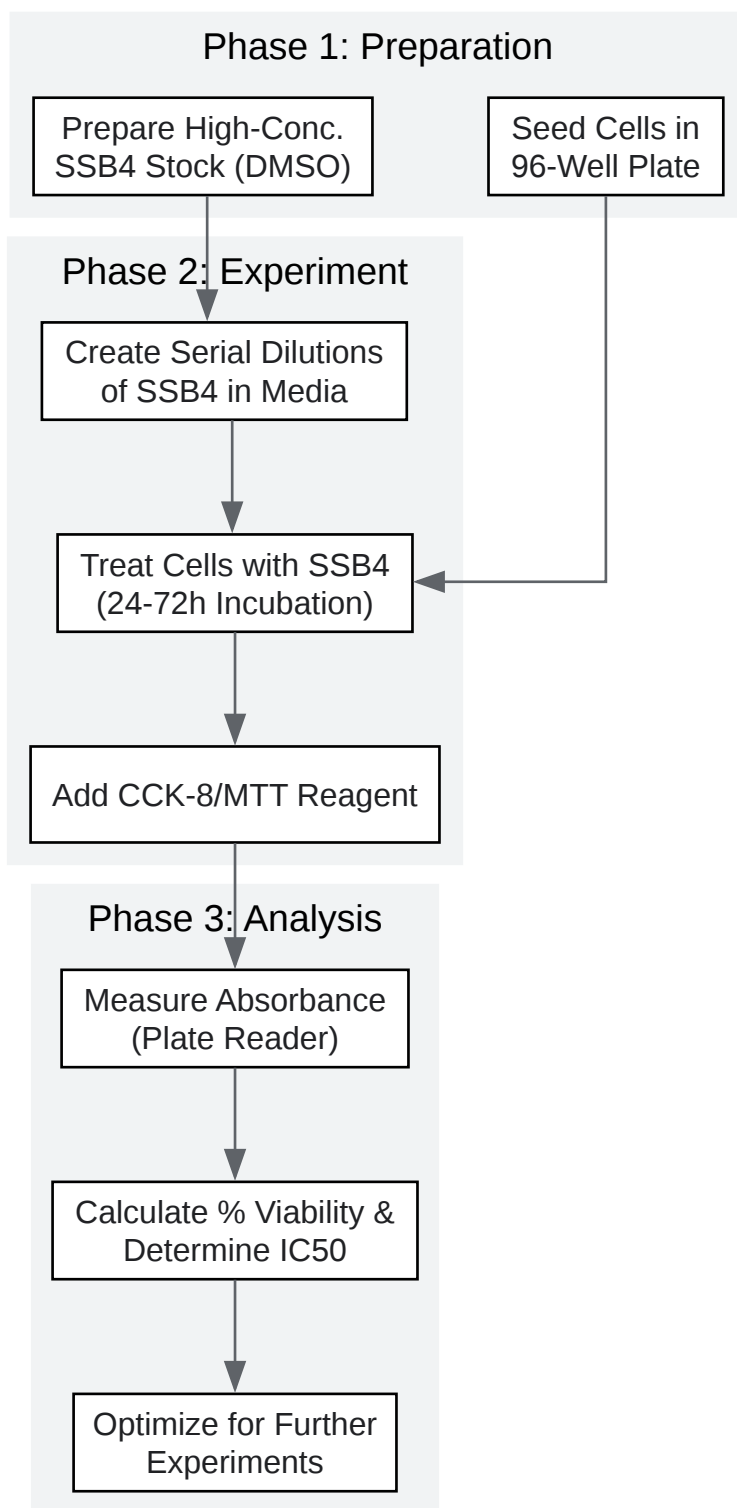 Phase 1: Preparation
Prepare High-Conc.
SSB4 Stock (DMSO)
Seed Cells in
96-Well Plate
Phase 2: Experiment
Create Serial Dilutions
of SSB4 in Media
Treat Cells with SSB4
(24-72h Incubation)
Add CCK-8/MTT Reagent
Phase 3: Analysis
Measure Absorbance
(Plate Reader)
Calculate % Viability &
Determine IC50
Optimize for Further
Experiments